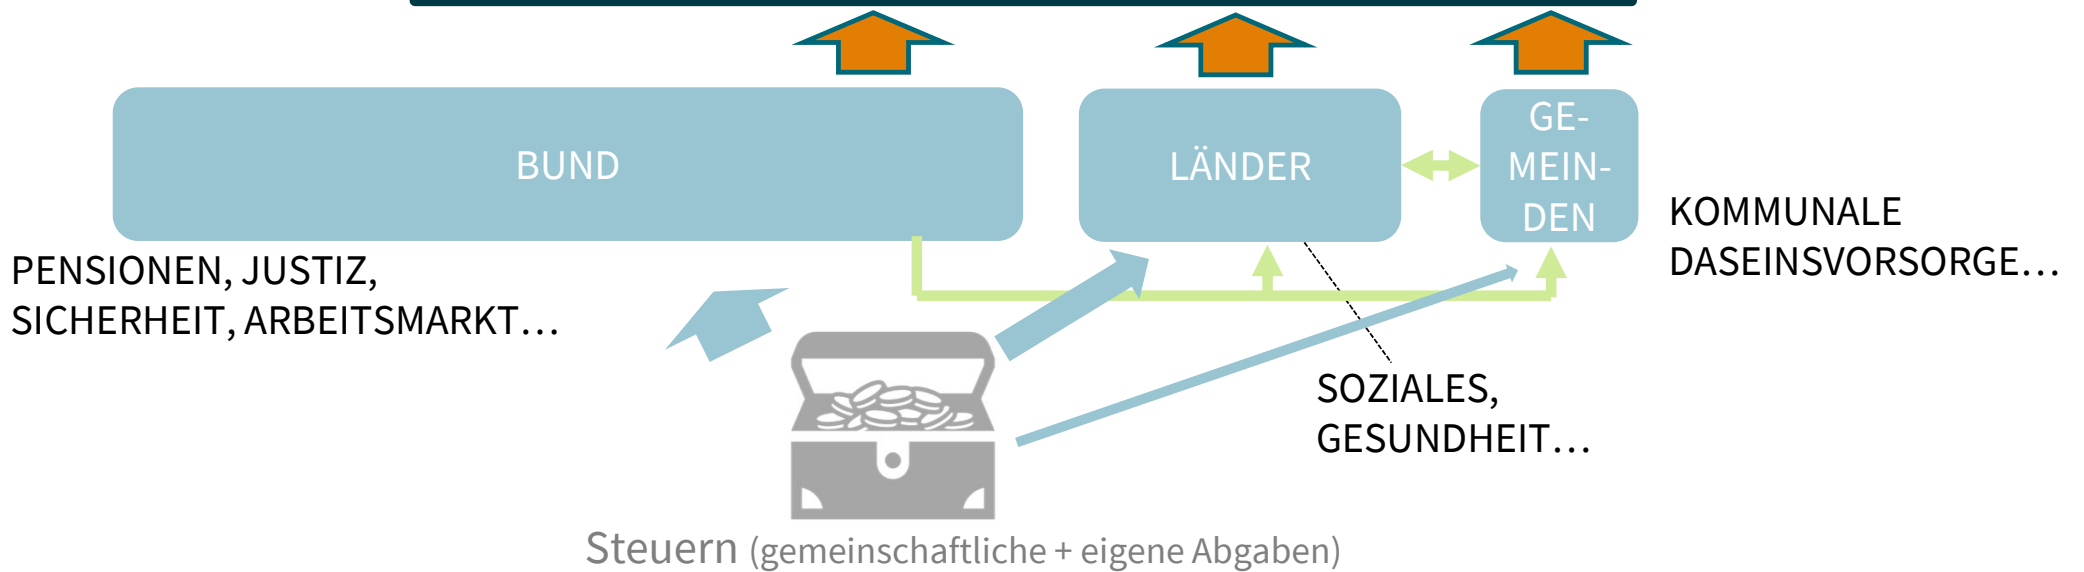 BUND
LÄNDER
GE-
MEIN-
DEN
PENSIONEN, JUSTIZ,
SICHERHEIT, ARBEITSMARKT…
KOMMUNALE
DASEINSVORSORGE…
SOZIALES,
GESUNDHEIT…
Steuern (gemeinschaftliche + eigene Abgaben)